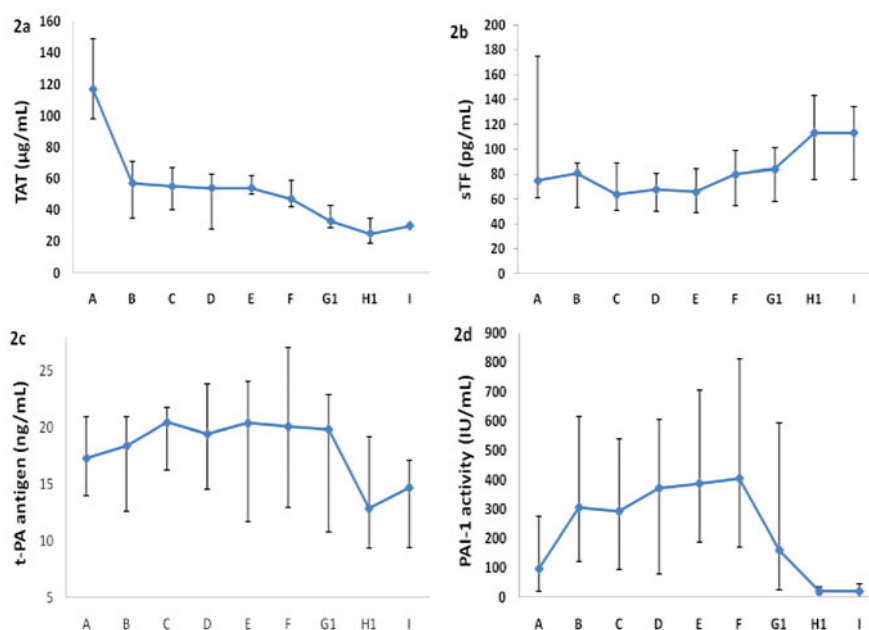 2a
TAT (µg/mL)
160
140
120
100
80
60
40
20
0
A B C D E F G1 H1 I
2b
sTF (pg/mL)
200
180
160
140
120
100
80
60
40
20
0
A B C D E F G1 H1 I
2c
t-PA antigen (ng/mL)
25
20
15
10
5
A B C D E F G1 H1 I
2d
PAI-1 activity (IU/mL)
900
800
700
600
500
400
300
200
100
0
A B C D E F G1 H1 I